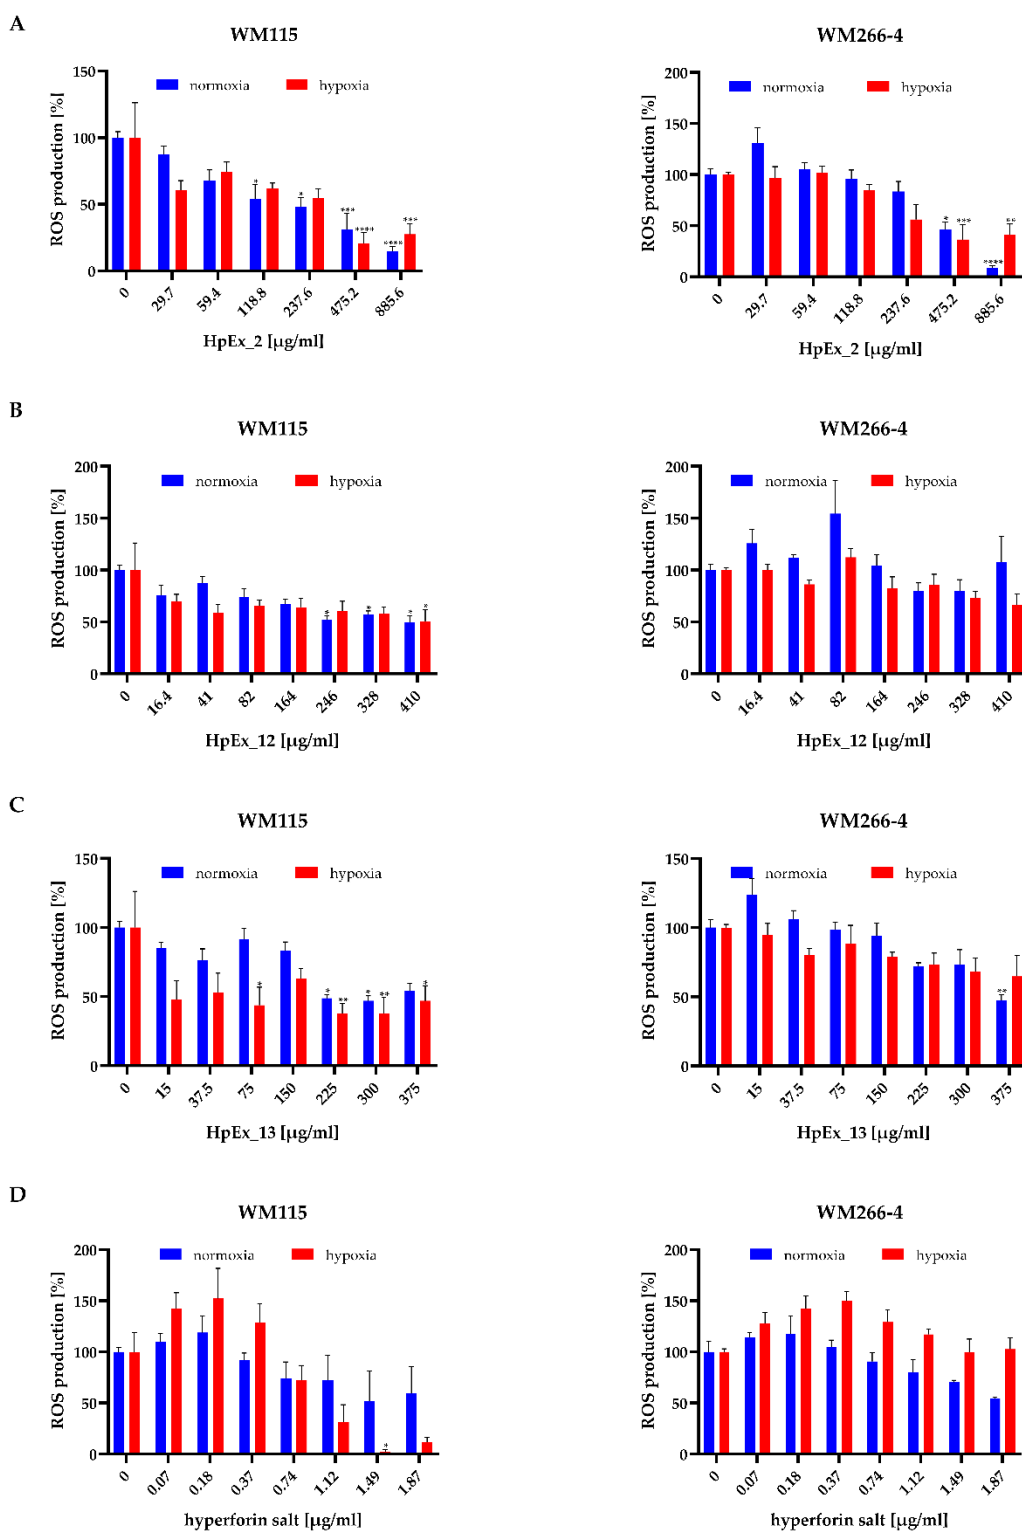 A
WM115
WM266-4
normoxia hypoxia
normoxia hypoxia
ROS production [%]
150
100
50
0
ROS production [%]
200
150
100
50
0
*
*
***
****
****
***
*
***
****
**
0 29.7 59.4 118.8 237.6 475.2 885.6
0 29.7 59.4 118.8 237.6 475.2 885.6
HpEx_2 [µg/ml]
HpEx_2 [µg/ml]
B
WM115
WM266-4
normoxia hypoxia
normoxia hypoxia
ROS production [%]
200
150
100
50
0
ROS production [%]
200
150
100
50
0
*
*
*
*
0 16.4 41 82 164 246 328 410
0 16.4 41 82 164 246 328 410
HpEx_12 [µg/ml]
HpEx_12 [µg/ml]
C
WM115
WM266-4
normoxia hypoxia
normoxia hypoxia
ROS production [%]
150
100
50
0
ROS production [%]
150
100
50
0
*
*
**
*
**
*
**
0 15 37.5 75 150 225 300 375
0 15 37.5 75 150 225 300 375
HpEx_13 [µg/ml]
HpEx_13 [µg/ml]
D
WM115
WM266-4
normoxia hypoxia
normoxia hypoxia
ROS production [%]
200
150
100
50
0
ROS production [%]
200
150
100
50
0
*
0 0.07 0.18 0.37 0.74 1.12 1.49 1.87
0 0.07 0.18 0.37 0.74 1.12 1.49 1.87
hyperforin salt [µg/ml]
hyperforin salt [µg/ml]